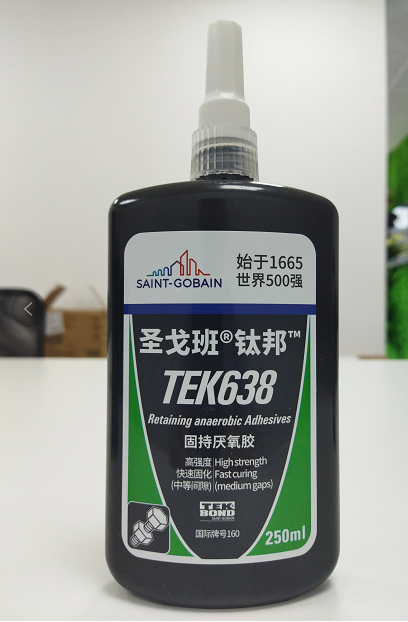 SAINT-GOBAIN
始于1665
世界500强
圣戈班®钛邦™
TEK638
Retaining anaerobic Adhesives
固持厌氧胶
高强度 High strength
快速固化 Fast curing
(中等间隙) (medium gaps)
TEK
BOND
SAINT-GOBAIN
国际牌号160
250ml